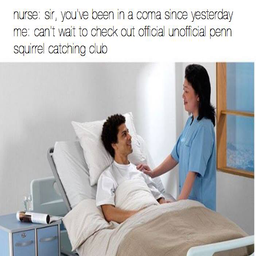 nurse: sir, you've been in a coma since yesterday
me: can't wait to check out official unofficial penn
squirrel catching club